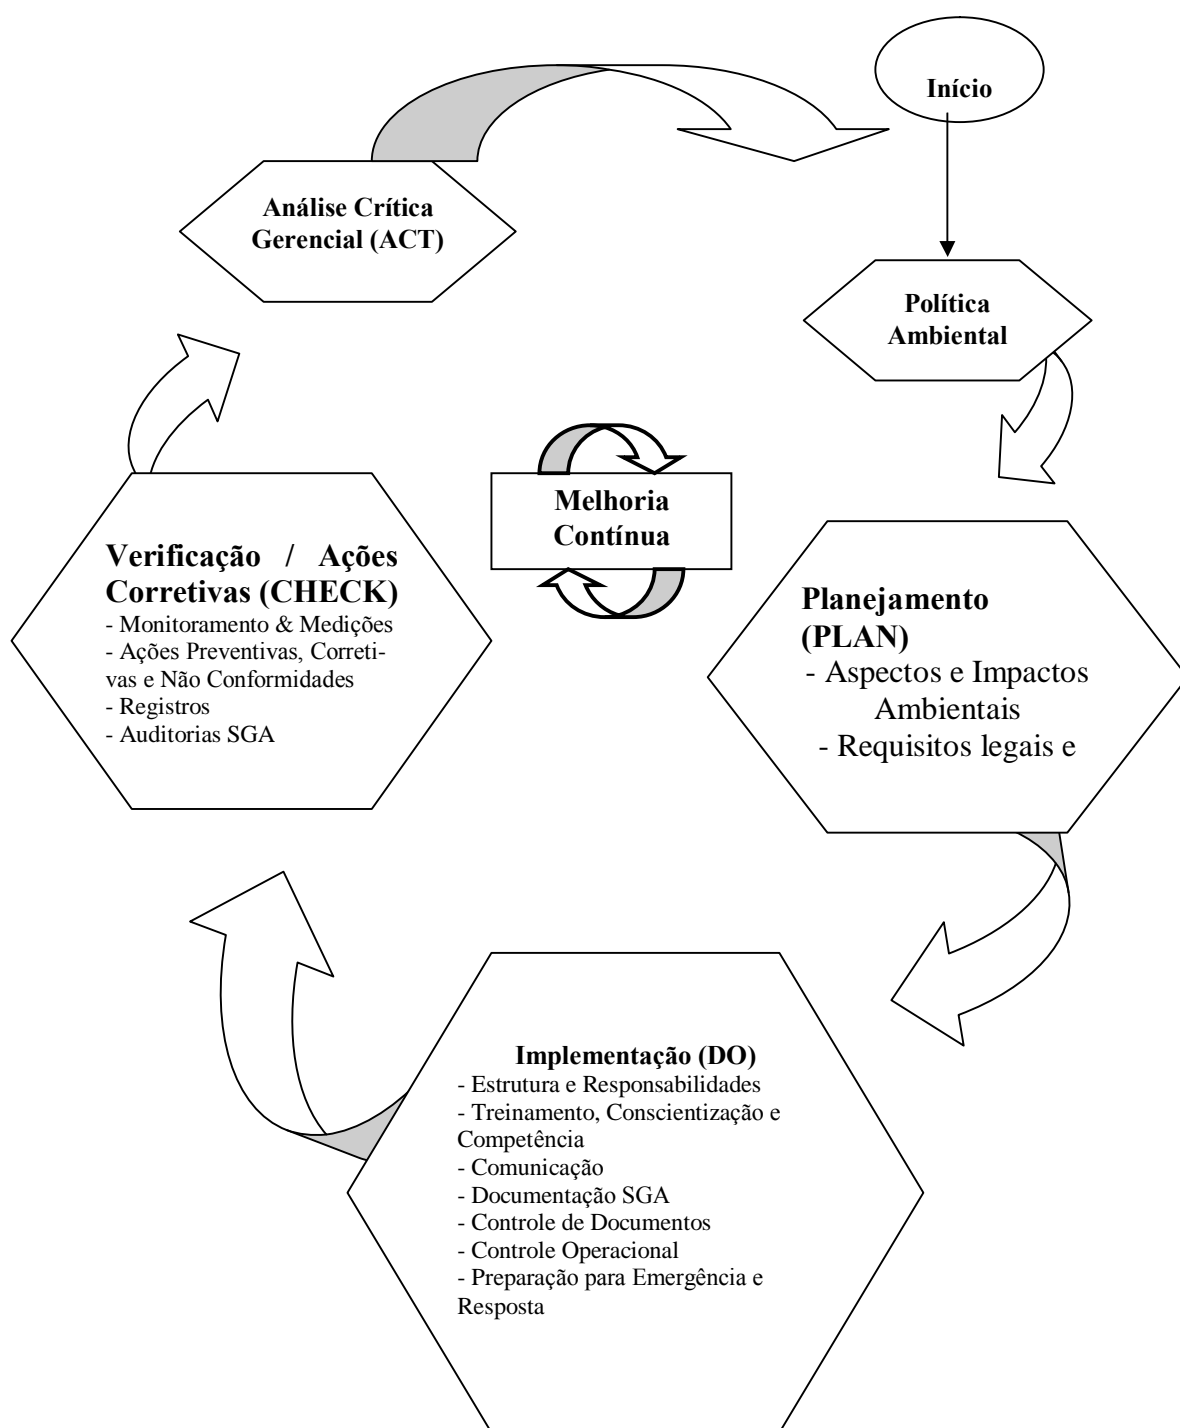 Início
Análise Crítica
Gerencial (ACT)
Política
Ambiental
Melhoria
Contínua
Verificação / Ações
Corretivas (CHECK)
- Monitoramento & Medições
- Ações Preventivas, Correti-
vas e Não Conformidades
- Registros
- Auditorias SGA
Planejamento
(PLAN)
- Aspectos e Impactos
Ambientais
- Requisitos legais e
Implementação (DO)
- Estrutura e Responsabilidades
- Treinamento, Conscientização e
Competência
- Comunicação
- Documentação SGA
- Controle de Documentos
- Controle Operacional
- Preparação para Emergência e
Resposta